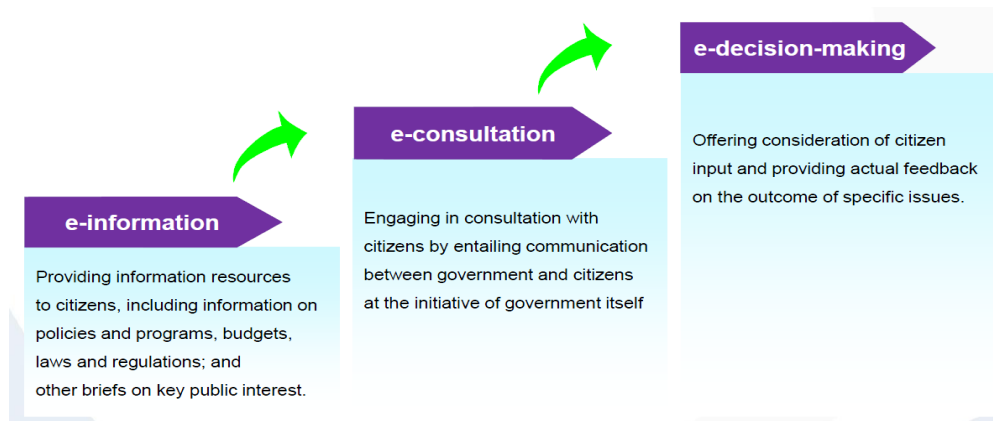 e-information
Providing information resources
to citizens, including information on
policies and programs, budgets,
laws and regulations; and
other briefs on key public interest.
e-consultation
Engaging in consultation with
citizens by entailing communication
between government and citizens
at the initiative of government itself
e-decision-making
Offering consideration of citizen
input and providing actual feedback
on the outcome of specific issues.